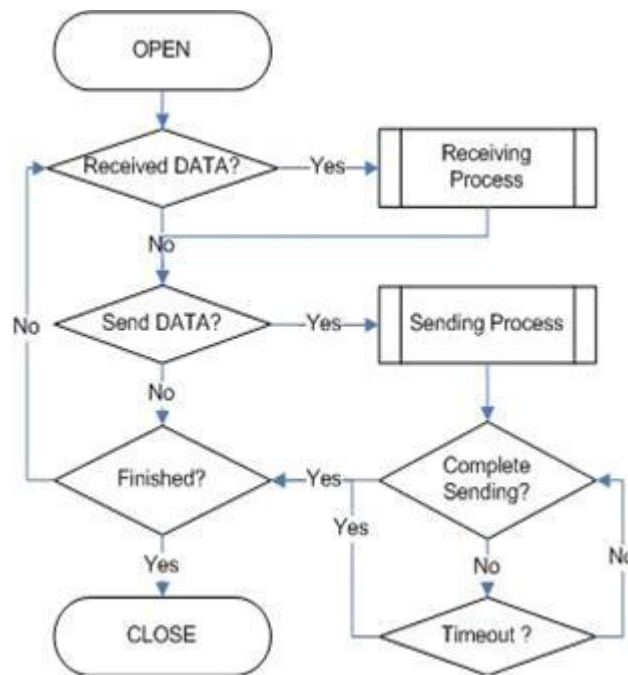 OPEN
Received DATA?
Yes
Receiving
Process
No
Send DATA?
Yes
Sending Process
No
No
Finished?
Yes
Complete
Sending?
Yes
No
No
Yes
Timeout ?
CLOSE